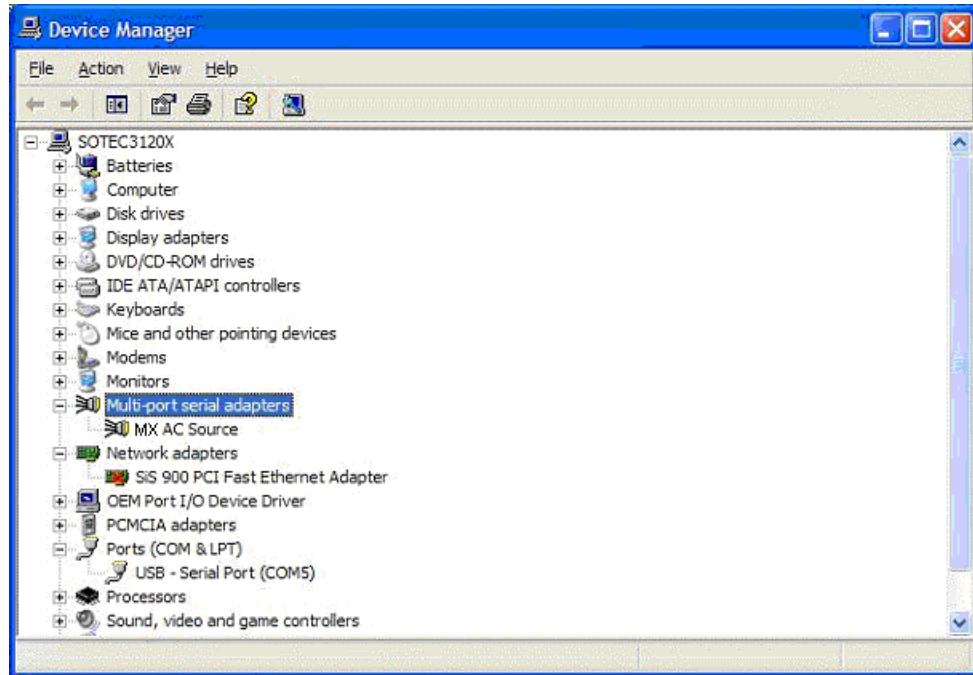 Device Manager
File Action View Help
SOTEC3120X
Batteries
Computer
Disk drives
Display adapters
DVD/CD-ROM drives
IDE ATA/ATAPI controllers
Keyboards
Mice and other pointing devices
Modems
Monitors
Multi-port serial adapters
MX AC Source
Network adapters
SiS 900 PCI Fast Ethernet Adapter
OEM Port I/O Device Driver
PCMCIA adapters
Ports (COM & LPT)
USB - Serial Port (COM5)
Processors
Sound, video and game controllers